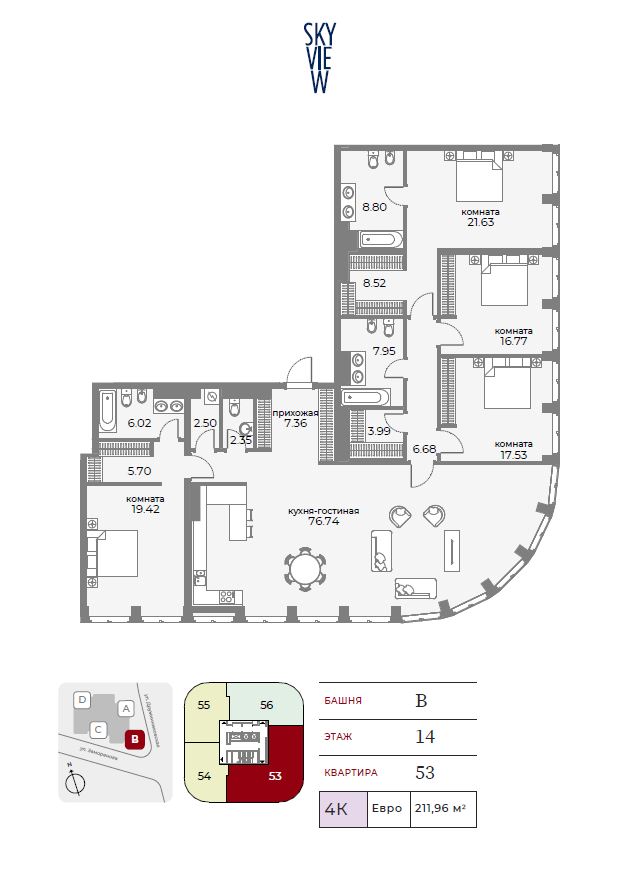 SKY
VIE
W
8.80
комната
21.63
8.52
комната
16.77
7.95
прихожая
7.36
6.02
2.50
2.35
3.99
6.68
комната
17.53
5.70
комната
19.42
кухня-гостиная
76.74
D
A
C
B
ул. Дружинниковская
ул. Заморенова
N
55
56
54
53
БАШНЯ
B
ЭТАЖ
14
КВАРТИРА
53
4К
Евро
211,96 м²